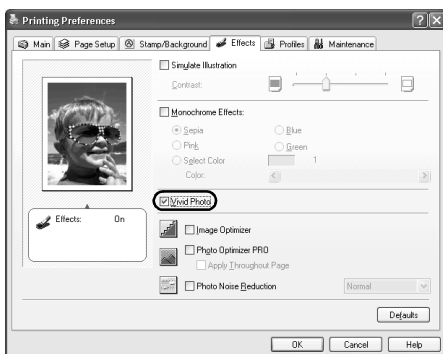 Printing Preferences
Main Page Setup Stamp/Background Effects Profiles Maintenance
Simulate Illustration
Contrast:
Monochrome Effects:
Sepia Blue
Pink Green
Select Color 1
Color:
Vivid Photo
Effects: On
Image Optimizer
Photo Optimizer PRO
Apply Throughout Page
Photo Noise Reduction Normal
Defaults
OK Cancel Help